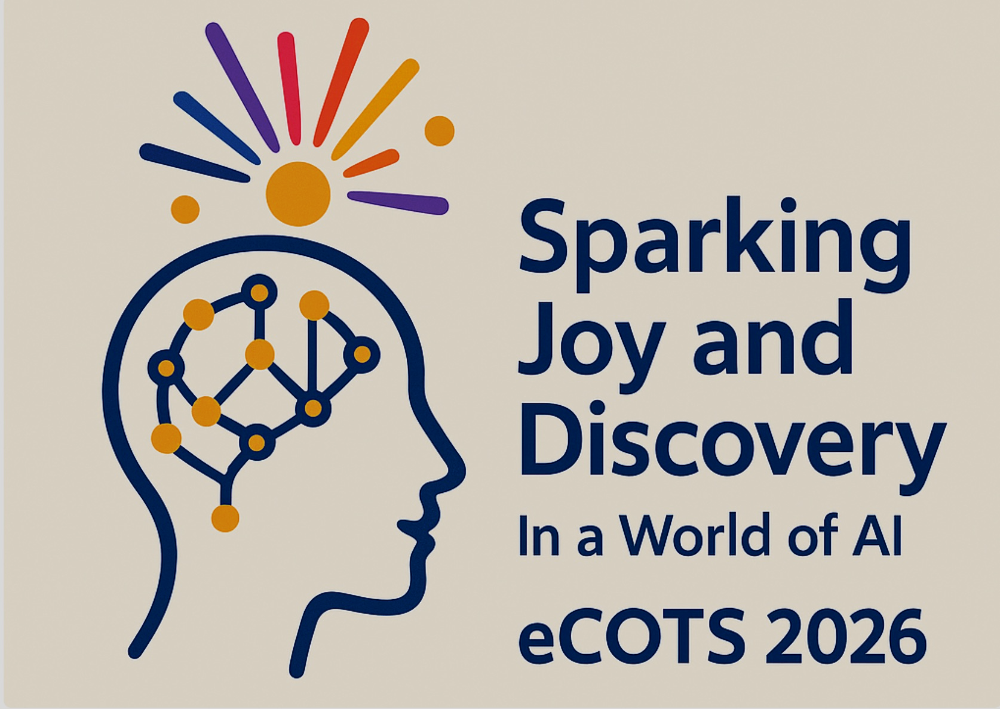 Sparking
Joy and
Discovery
In a World of AI
eCOTS 2026